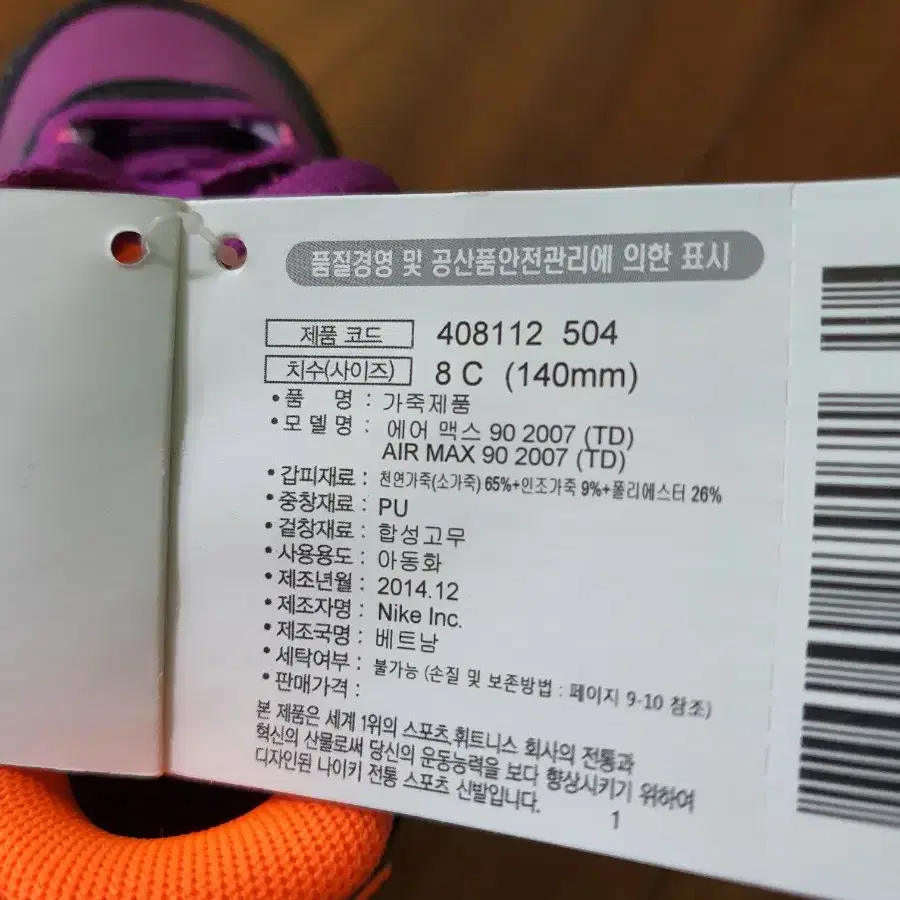 품질경영 및 공산품안전관리에 의한 표시
제품 코드 408112 504
치수(사이즈) 8 C (140mm)
• 품 명 : 가죽제품
• 모 델 명 : 에어 맥스 90 2007 (TD)
AIR MAX 90 2007 (TD)
• 갑피재료 : 천연가죽(소가죽) 65%+인조가죽 9%+폴리에스터 26%
• 중창재료 : PU
• 겉창재료 : 합성고무
• 사용용도 : 아동화
• 제조년월 : 2014.12
• 제조자명 : Nike Inc.
• 제조국명 : 베트남
• 세탁여부 : 불가능 (손질 및 보존방법 : 페이지 9-10 참조)
• 판매가격 :
본 제품은 세계 1위의 스포츠.휘트니스 회사의 전통과
혁신의 산물로써 당신의 운동능력을 보다 향상시키기 위하여
디자인된 나이키 전통 스포츠 신발입니다.
1